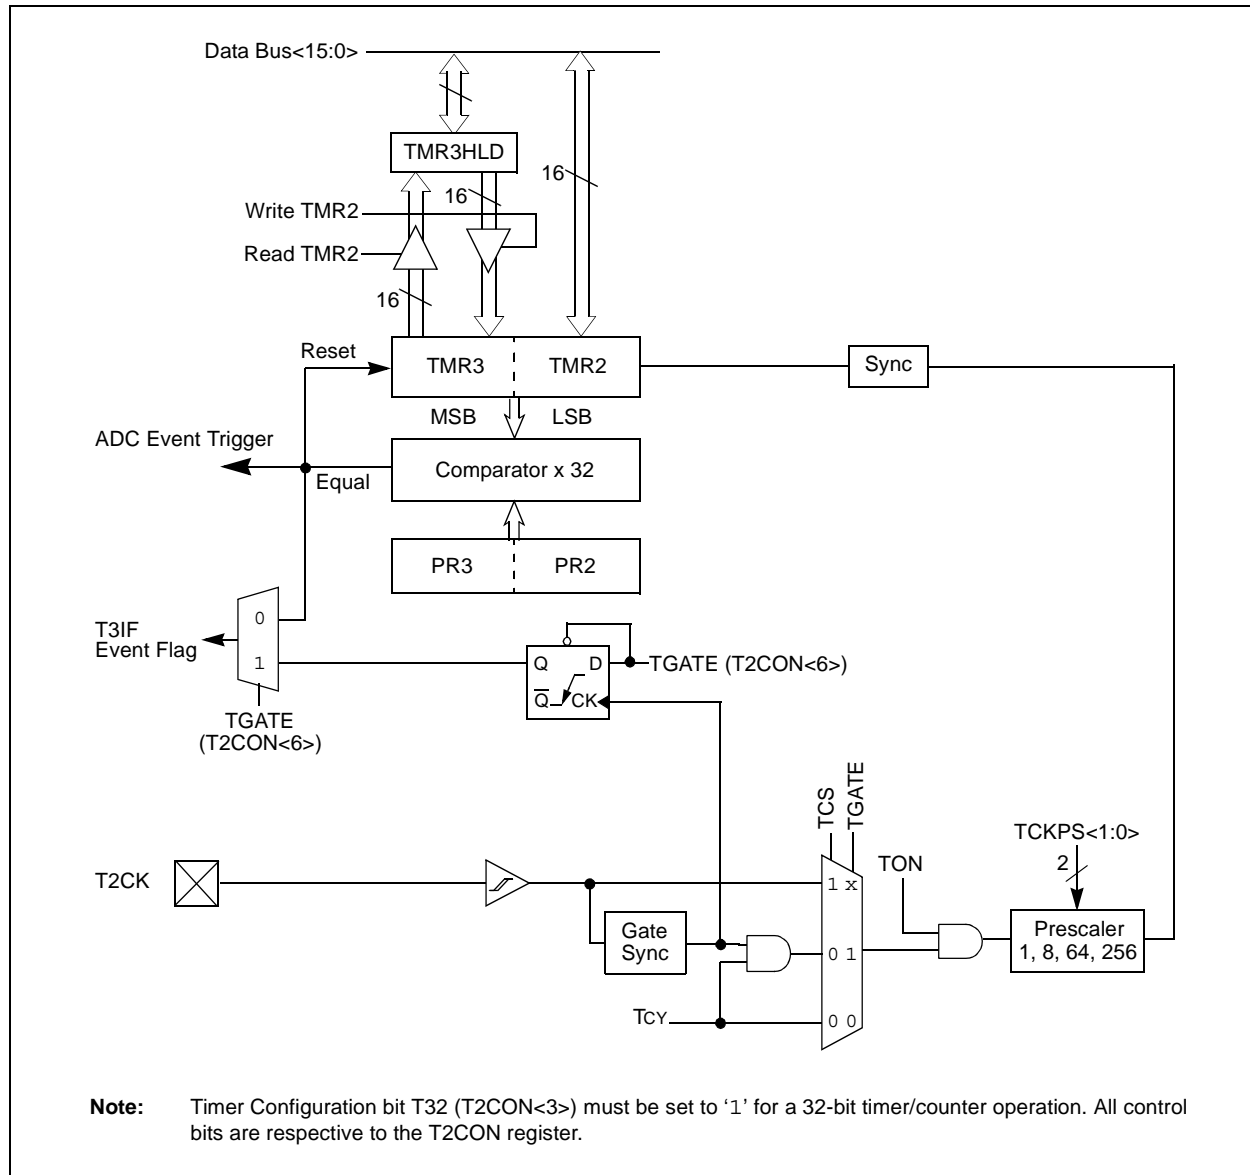 Data Bus<15:0>
TMR3HLD
16
16
Write TMR2
Read TMR2
16
Reset
TMR3
TMR2
Sync
MSB
LSB
ADC Event Trigger
Equal
Comparator x 32
PR3
PR2
0
T3IF
Event Flag
1
Q
D
TGATE (T2CON<6>)
Q
CK
TGATE
(T2CON<6>)
TCS
TGATE
TCKPS<1:0>
2
TON
T2CK
1 x
Gate
Sync
0 1
Prescaler
1, 8, 64, 256
TCY
0 0
Note: Timer Configuration bit T32 (T2CON<3>) must be set to ‘1’ for a 32-bit timer/counter operation. All control
bits are respective to the T2CON register.